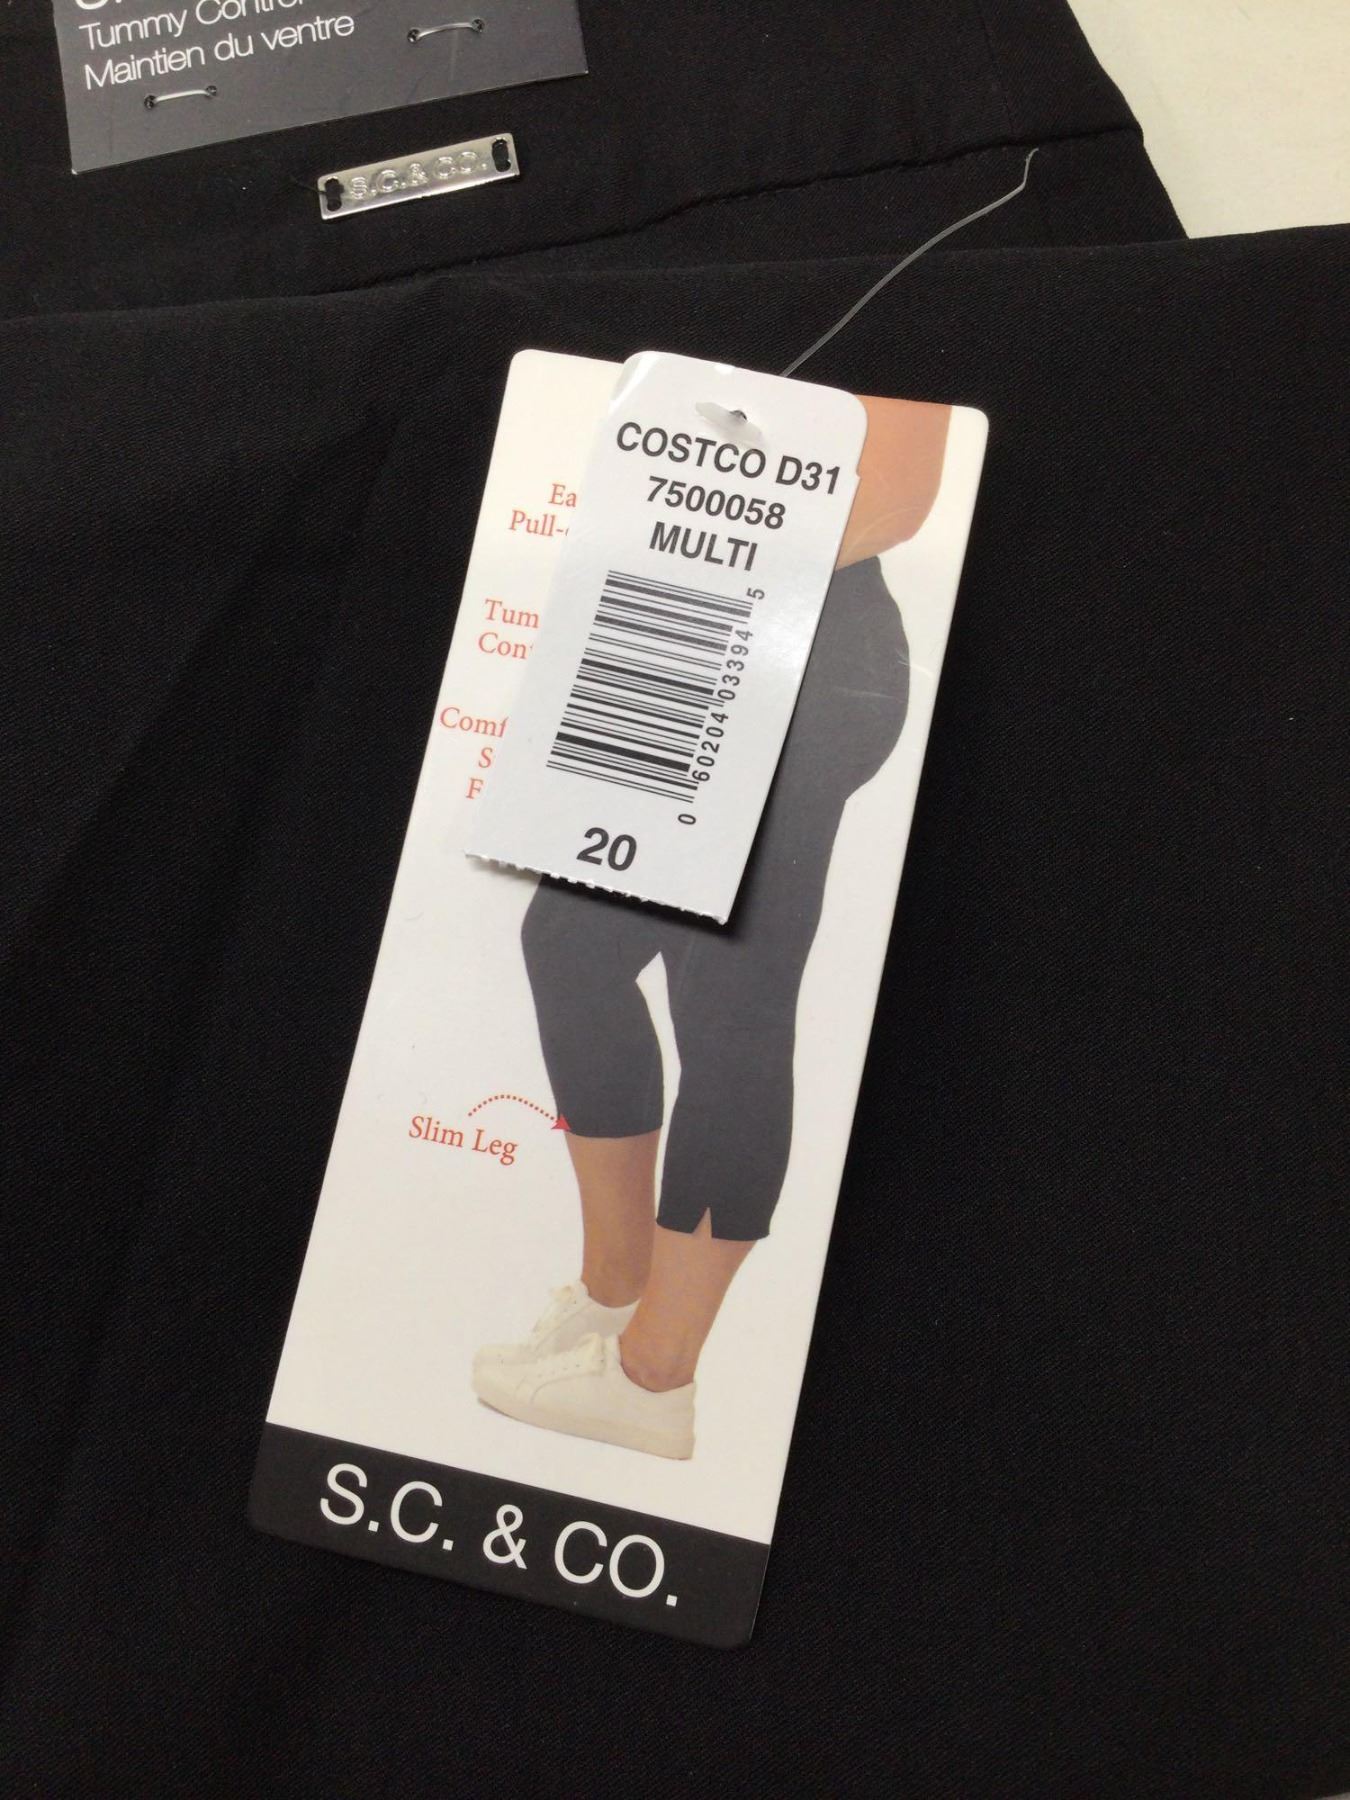 Tummy Control
Maintien du ventre
S.C. & CO.
COSTCO D31
7500058
MULTI
0 60204 03394 5
20
Slim Leg
S.C. & CO.